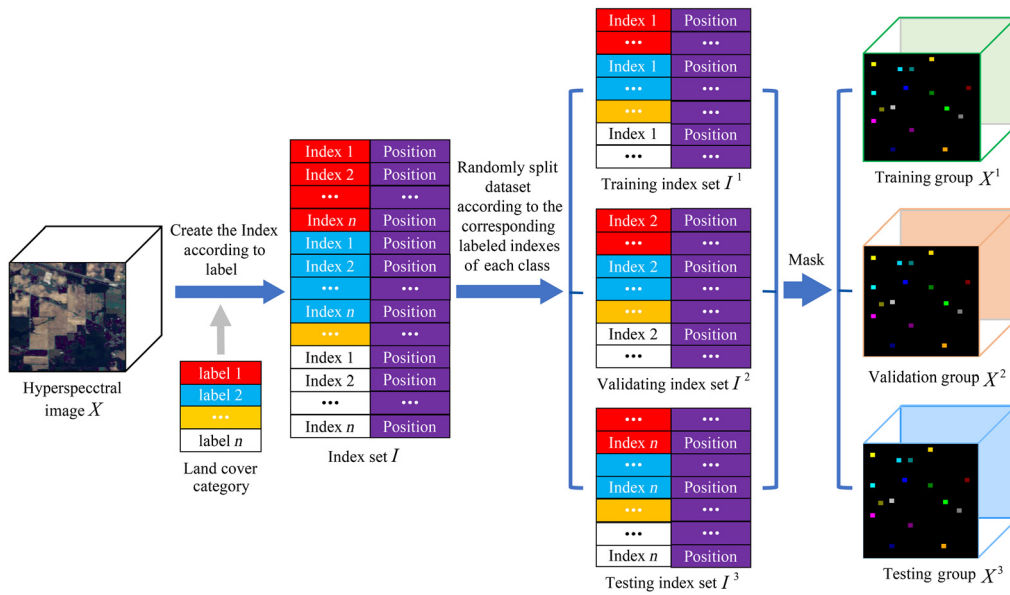 Hyperspecctral
image X
Create the Index
according to
label
label 1
label 2
...
label n
Land cover
category
Index 1 Position
Index 2 Position
... ...
Index n Position
Index 1 Position
Index 2 Position
... ...
Index n Position
... ...
Index 1 Position
Index 2 Position
... ...
Index n Position
Index set I
Randomly split
dataset
according to the
corresponding
labeled indexes
of each class
Index 1 Position
... ...
Index 1 Position
... ...
... ...
Index 1 Position
... ...
Training index set I 1
Index 2 Position
... ...
Index 2 Position
... ...
... ...
Index 2 Position
... ...
Validating index set I 2
... ...
Index n Position
... ...
Index n Position
... ...
... ...
Index n Position
Testing index set I 3
Mask
Training group X1
Validation group X2
Testing group X3